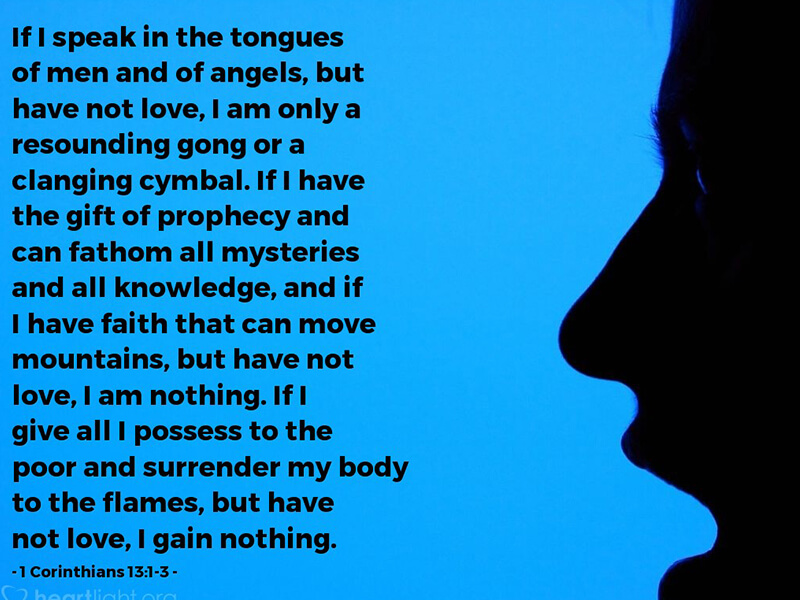 If I speak in the tongues
of men and of angels, but
have not love, I am only a
resounding gong or a
clanging cymbal. If I have
the gift of prophecy and
can fathom all mysteries
and all knowledge, and if
I have faith that can move
mountains, but have not
love, I am nothing. If I
give all I possess to the
poor and surrender my body
to the flames, but have
not love, I gain nothing.
- 1 Corinthians 13:1-3 -
heartlight.org